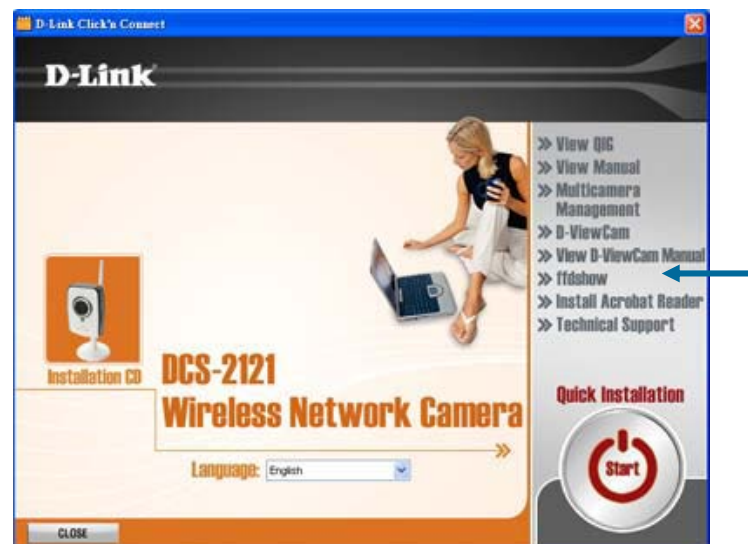 D-Link Click'n Connect
D-Link
» View QIG
» View Manual
» Multicamera
Management
» D-ViewCam
» View D-ViewCam Manual
» ffdshow
» Install Acrobat Reader
» Technical Support
Installation CD
DCS-2121
Wireless Network Camera
»
Language: English
Quick Installation
Start
CLOSE